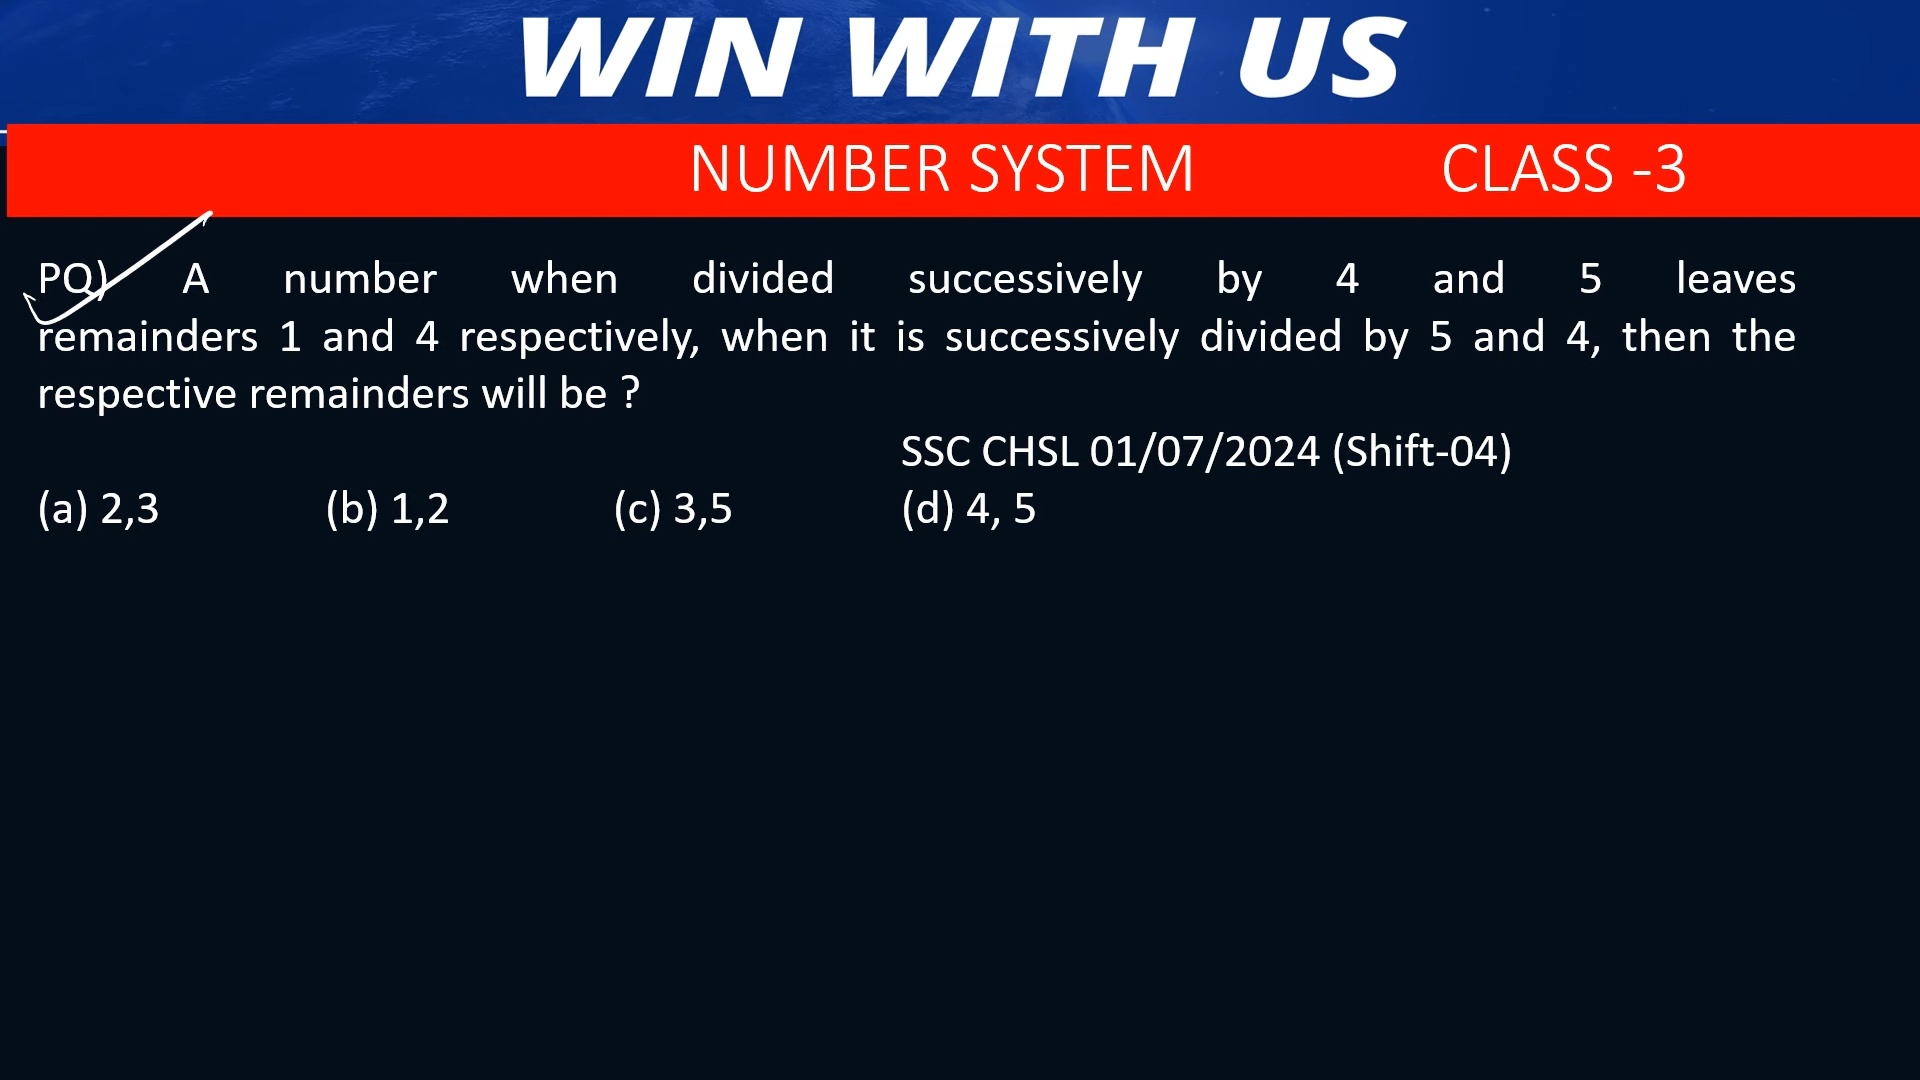 WIN WITH US
NUMBER SYSTEM CLASS -3
PQ) A number when divided successively by 4 and 5 leaves
remainders 1 and 4 respectively, when it is successively divided by 5 and 4, then the
respective remainders will be ?
SSC CHSL 01/07/2024 (Shift-04)
(a) 2,3 (b) 1,2 (c) 3,5 (d) 4, 5